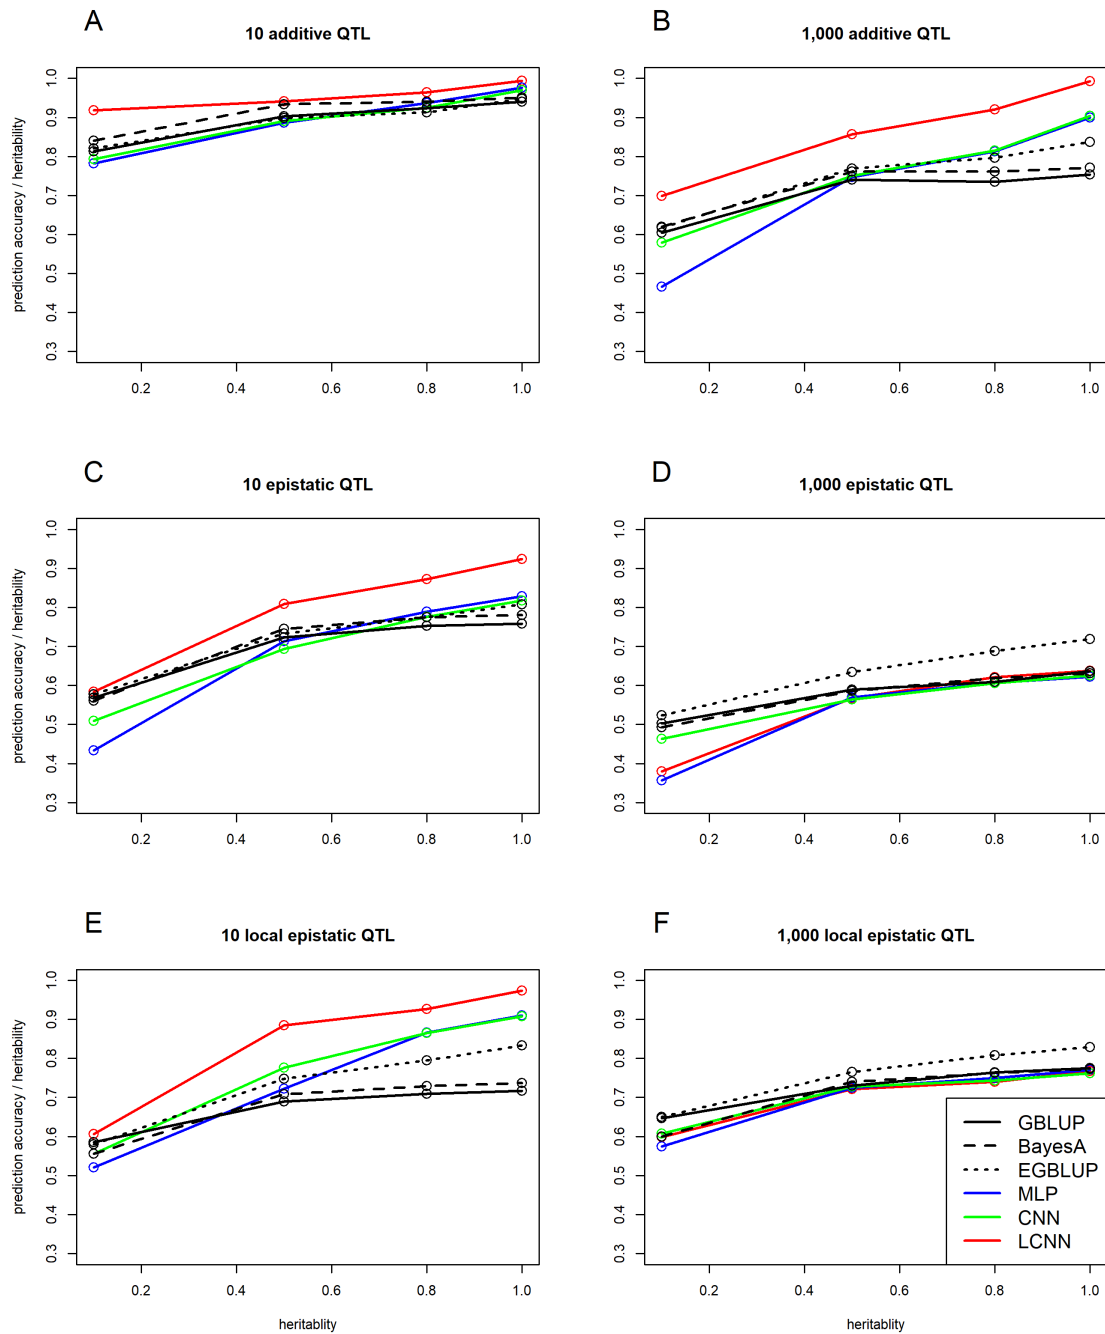 A
10 additive QTL
prediction accuracy / heritability
1.0
0.9
0.8
0.7
0.6
0.5
0.4
0.3
0.2 0.4 0.6 0.8 1.0
B
1,000 additive QTL
1.0
0.9
0.8
0.7
0.6
0.5
0.4
0.3
0.2 0.4 0.6 0.8 1.0
C
10 epistatic QTL
prediction accuracy / heritability
1.0
0.9
0.8
0.7
0.6
0.5
0.4
0.3
0.2 0.4 0.6 0.8 1.0
D
1,000 epistatic QTL
1.0
0.9
0.8
0.7
0.6
0.5
0.4
0.3
0.2 0.4 0.6 0.8 1.0
E
10 local epistatic QTL
prediction accuracy / heritability
1.0
0.9
0.8
0.7
0.6
0.5
0.4
0.3
0.2 0.4 0.6 0.8 1.0
heritablity
F
1,000 local epistatic QTL
1.0
0.9
0.8
0.7
0.6
0.5
0.4
0.3
0.2 0.4 0.6 0.8 1.0
heritablity
GBLUP
BayesA
EGBLUP
MLP
CNN
LCNN